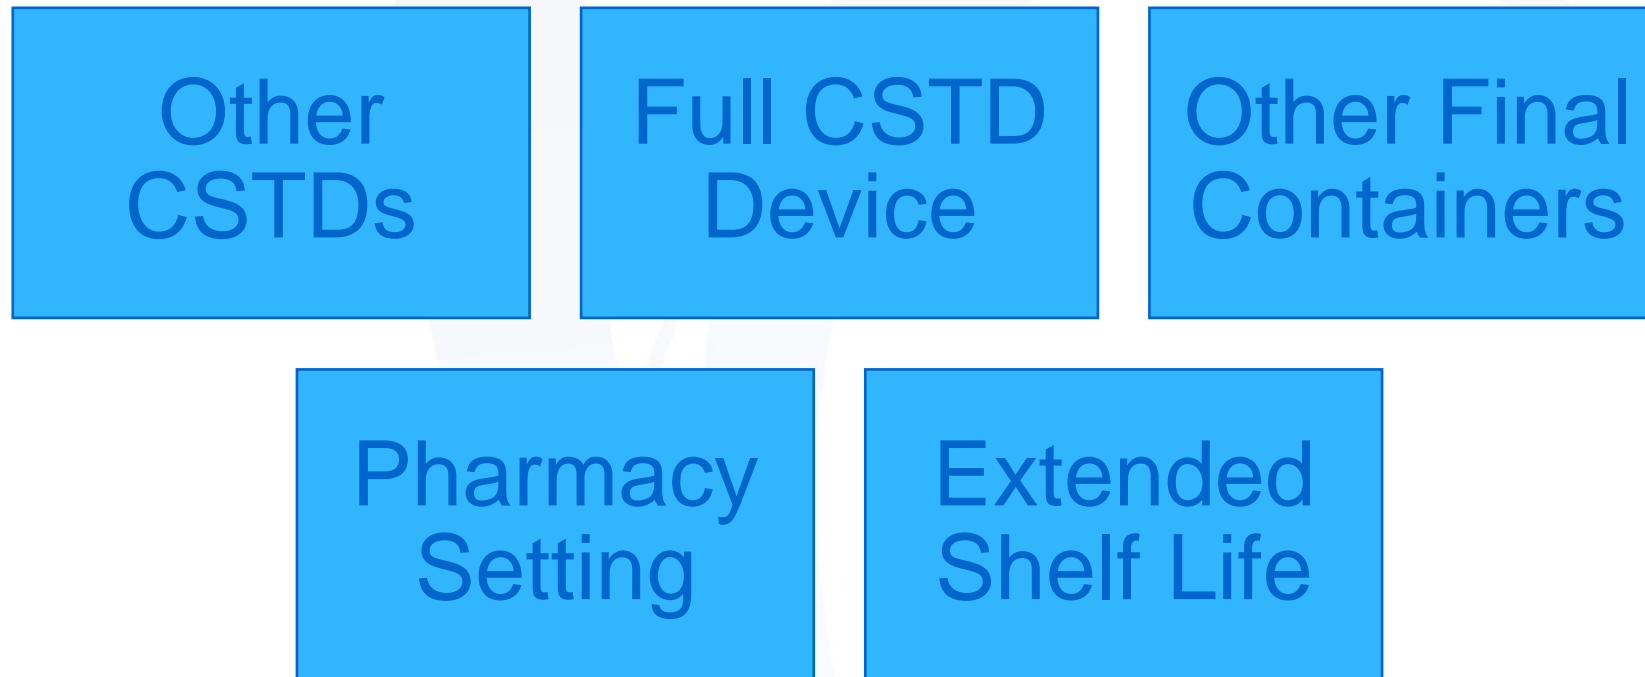 Other
CSTDs
Full CSTD
Device
Other Final
Containers
Pharmacy
Setting
Extended
Shelf Life